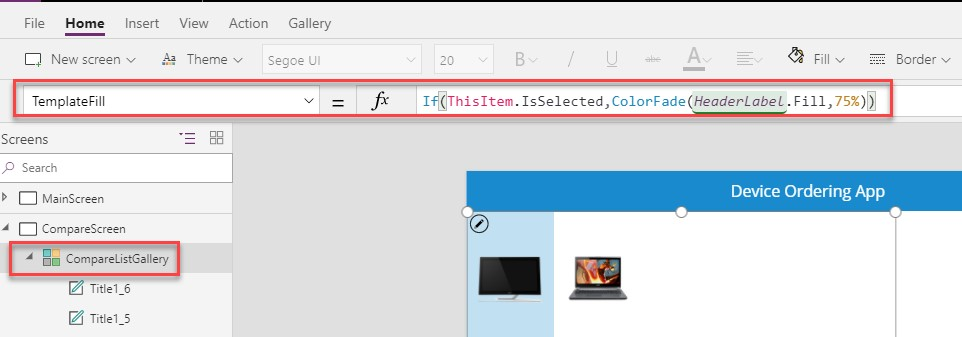 File Home Insert View Action Gallery
New screen Aa Theme Segoe UI 20 B I U A Fill Border
TemplateFill = fx If(ThisItem.IsSelected,ColorFade(HeaderLabel.Fill,75%))
Screens
Search
MainScreen
CompareScreen
CompareListGallery
Title1_6
Title1_5
Device Ordering App